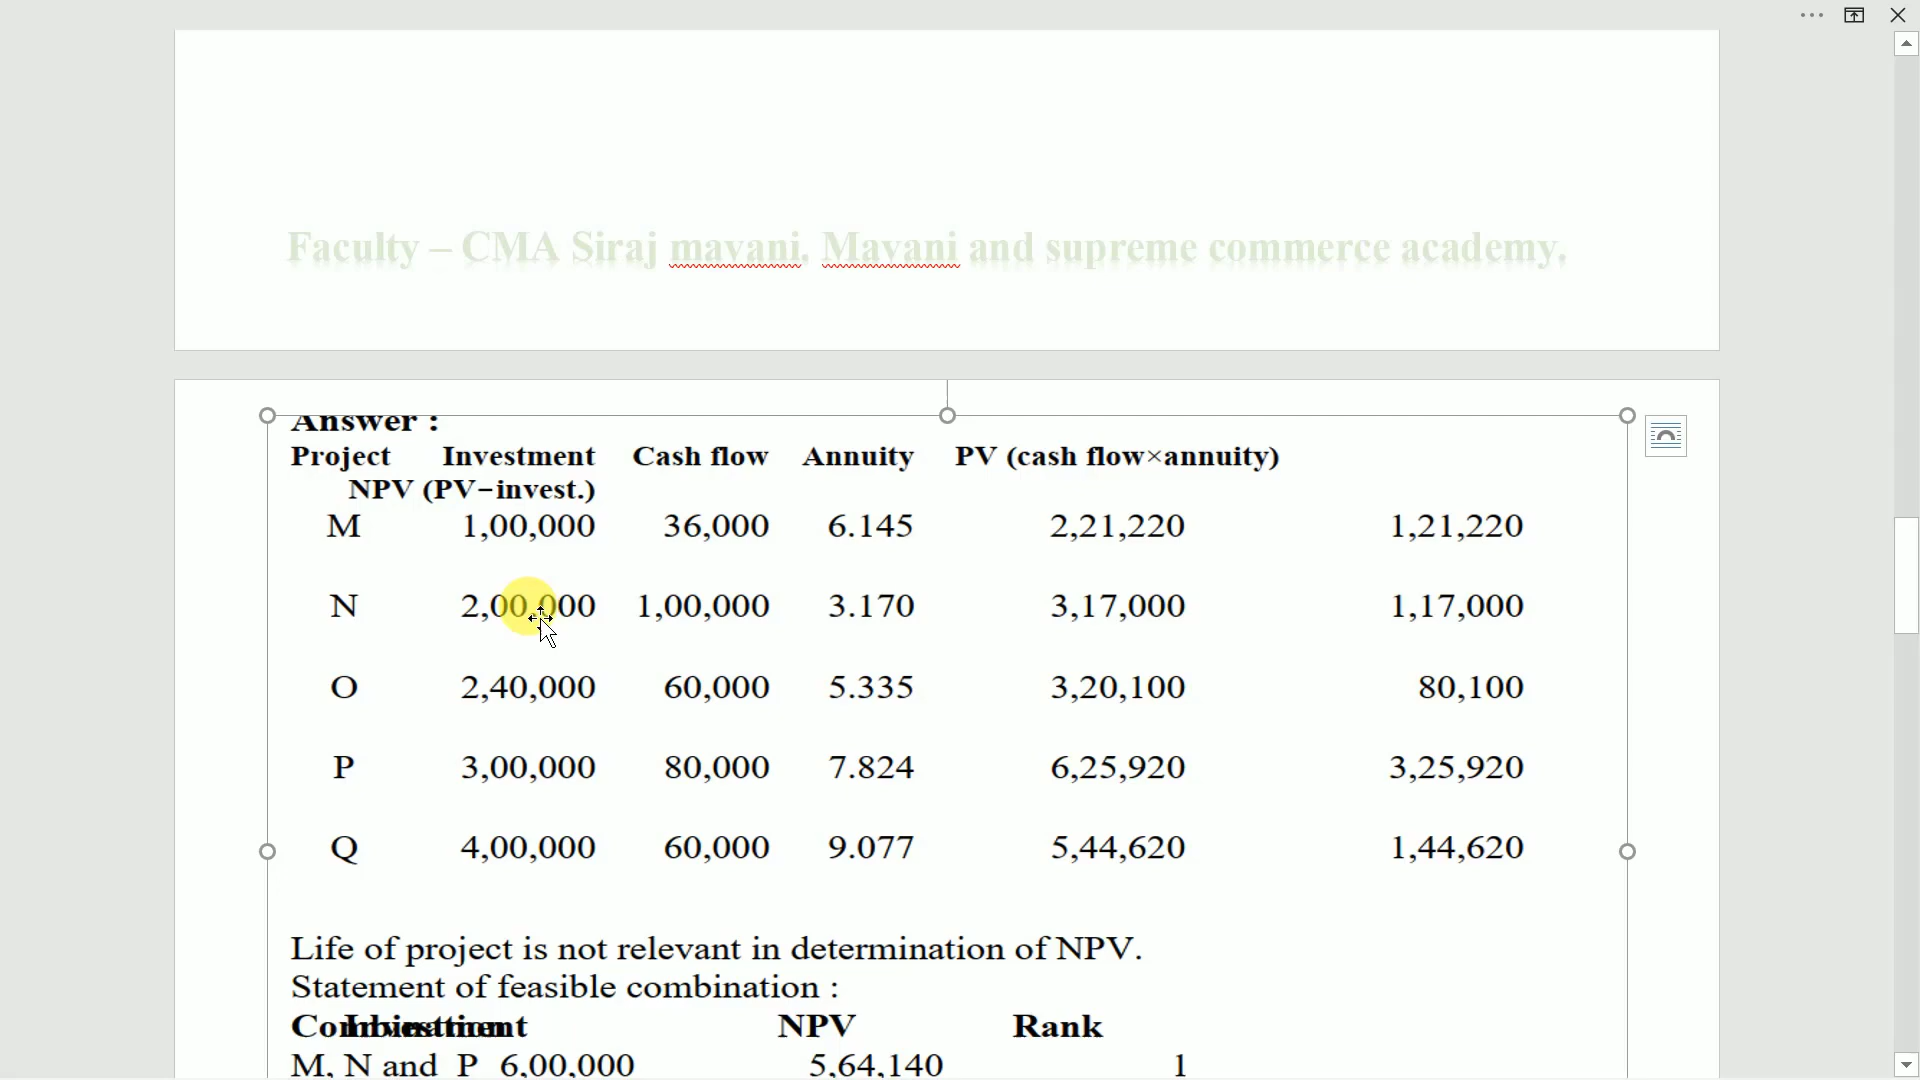 Faculty – CMA Siraj mavani. Mavani and supreme commerce academy.
Answer :
Project Investment Cash flow Annuity PV (cash flow×annuity)
NPV (PV−invest.)
M 1,00,000 36,000 6.145 2,21,220 1,21,220
N 2,00,000 1,00,000 3.170 3,17,000 1,17,000
O 2,40,000 60,000 5.335 3,20,100 80,100
P 3,00,000 80,000 7.824 6,25,920 3,25,920
Q 4,00,000 60,000 9.077 5,44,620 1,44,620
Life of project is not relevant in determination of NPV.
Statement of feasible combination :
Combination Investment NPV Rank
M, N and P 6,00,000 5,64,140 1